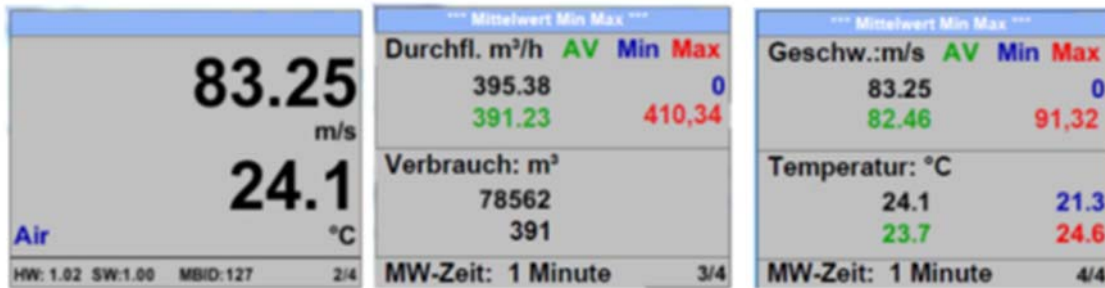 83.25
m/s
24.1
Air °C
HW: 1.02 SW:1.00 MBID:127 2/4
*** Mittelwert Min Max ***
Durchfl. m³/h AV Min Max
395.38 0
391.23 410,34
Verbrauch: m³
78562
391
MW-Zeit: 1 Minute 3/4
*** Mittelwert Min Max ***
Geschw.:m/s AV Min Max
83.25 0
82.46 91,32
Temperatur: °C
24.1 21.3
23.7 24.6
MW-Zeit: 1 Minute 4/4